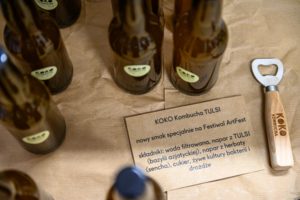 KOKO Kombucha TULSI
nowy smak specjalnie na Festiwal ArtFest
składniki: woda filtrowana, napar z TULSI
(bazylii azjatyckiej), napar z herbaty
(sencha), cukier, żywe kultury bakterii i
drożdży
KOKO